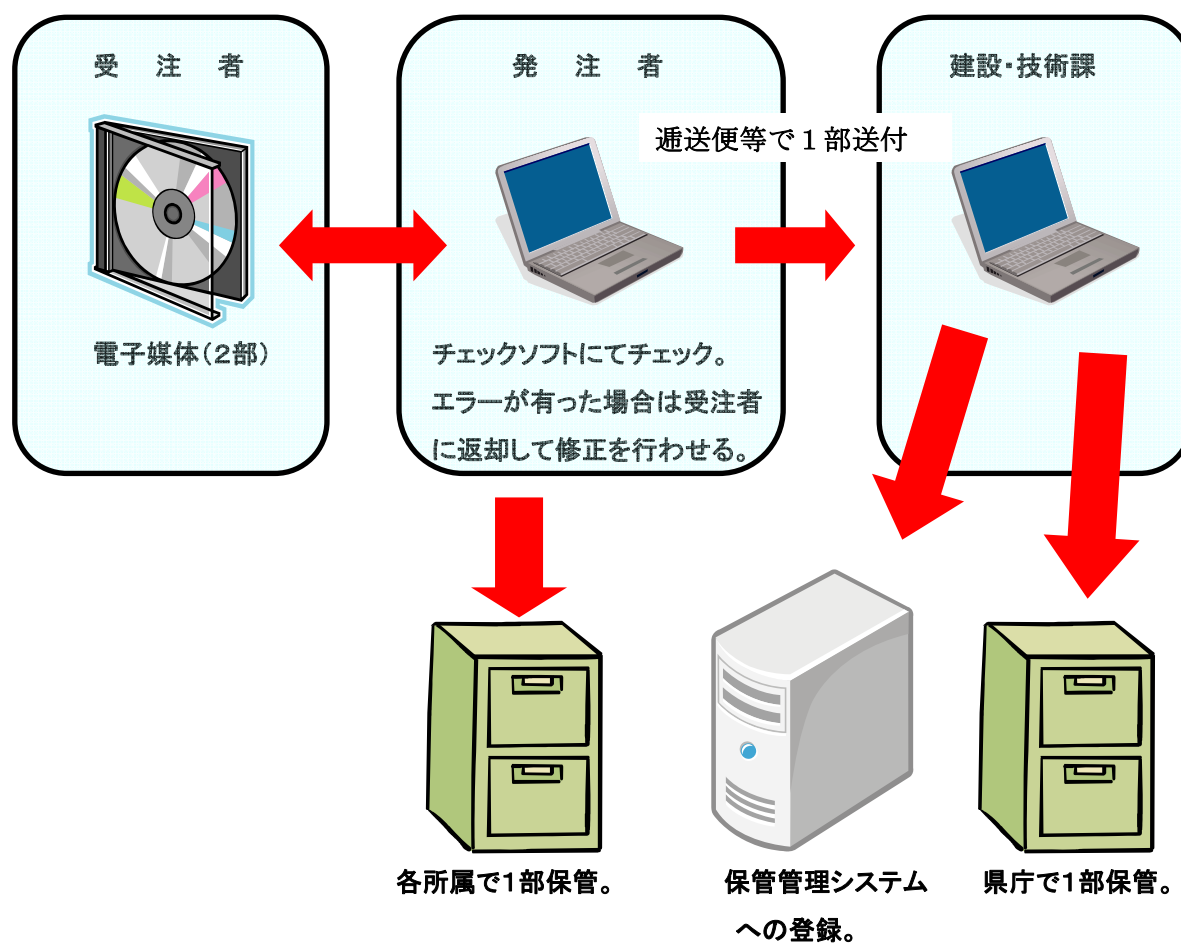 受 注 者
電子媒体(2部)
発 注 者
チェックソフトにてチェック。
エラーが有った場合は受注者
に返却して修正を行わせる。
逓送便等で1部送付
建設・技術課
各所属で1部保管。
保管管理システム
への登録。
県庁で1部保管。